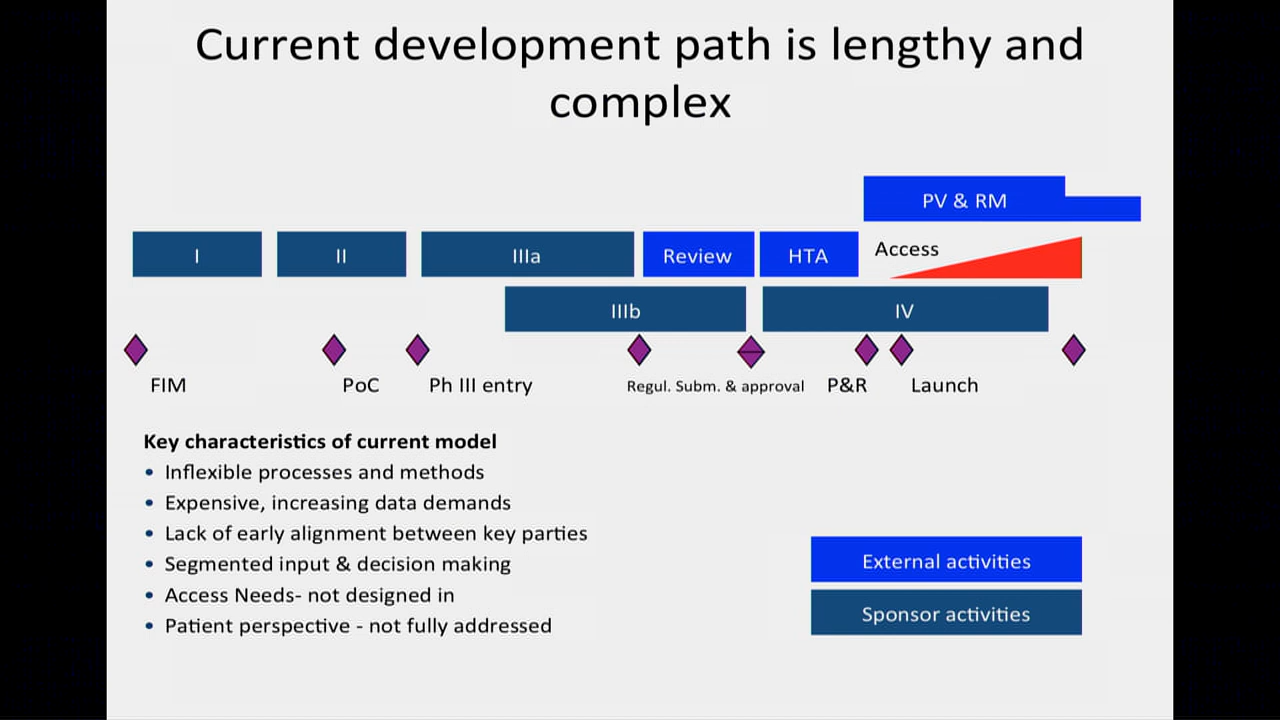 Current development path is lengthy and
complex
PV & RM
I
II
IIIa
Review
HTA
Access
IIIb
IV
FIM
PoC
Ph III entry
Regul. Subm. & approval
P&R
Launch
Key characteristics of current model
• Inflexible processes and methods
• Expensive, increasing data demands
• Lack of early alignment between key parties
• Segmented input & decision making
• Access Needs- not designed in
• Patient perspective - not fully addressed
External activities
Sponsor activities